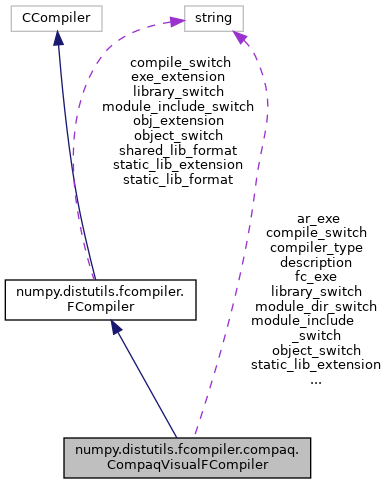 CCompiler
string
compile_switch
exe_extension
library_switch
module_include_switch
obj_extension
object_switch
shared_lib_format
static_lib_extension
static_lib_format
ar_exe
compile_switch
compiler_type
description
fc_exe
library_switch
module_dir_switch
module_include
_switch
object_switch
static_lib_extension
...
numpy.distutils.fcompiler.
FCompiler
numpy.distutils.fcompiler.compaq.
CompaqVisualFCompiler